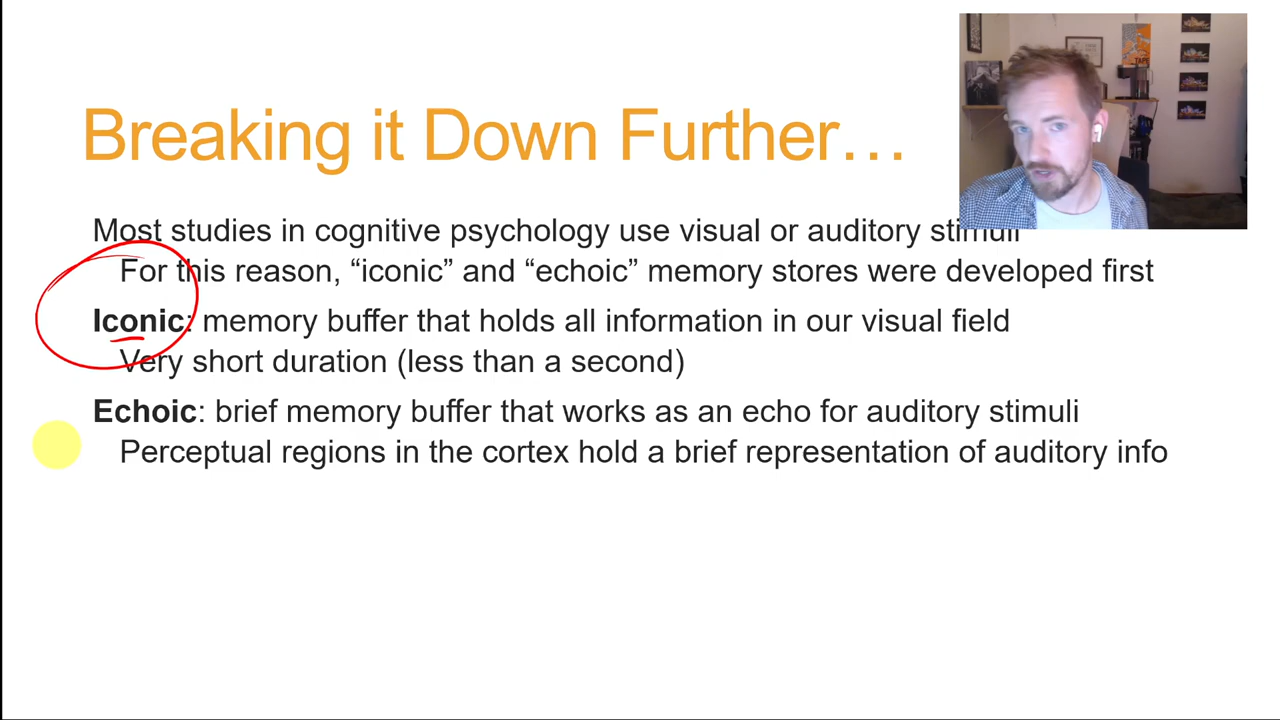 Breaking it Down Further…
Most studies in cognitive psychology use visual or auditory stimuli
For this reason, “iconic” and “echoic” memory stores were developed first
Iconic: memory buffer that holds all information in our visual field
Very short duration (less than a second)
Echoic: brief memory buffer that works as an echo for auditory stimuli
Perceptual regions in the cortex hold a brief representation of auditory info